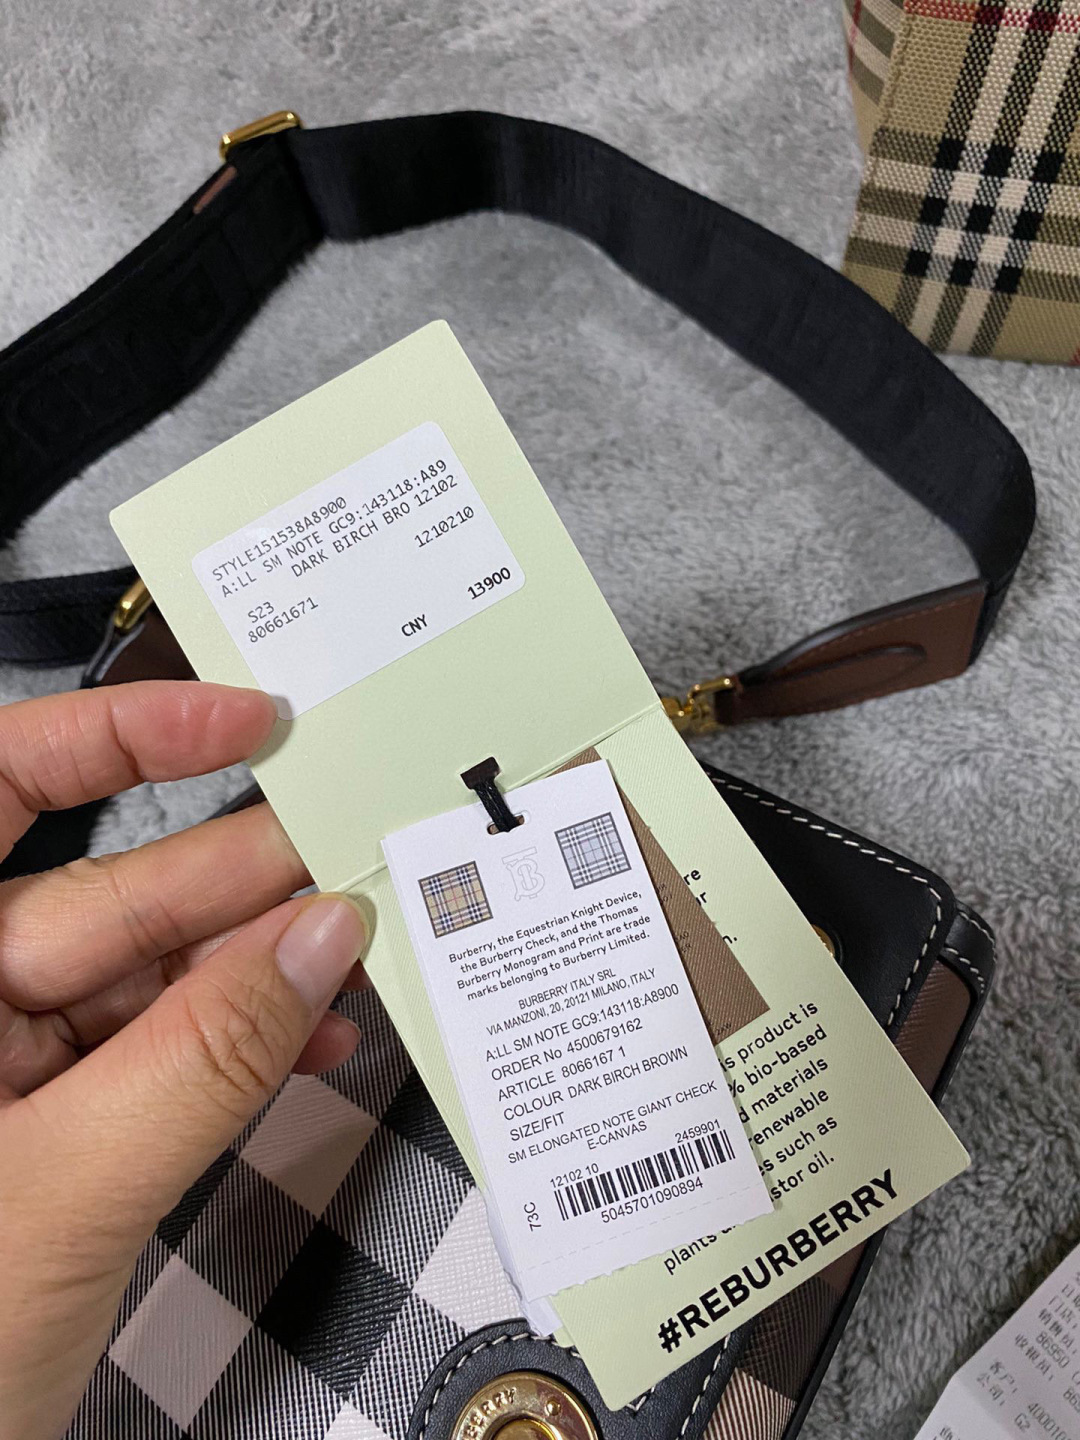 STYLE151538A8900
A:LL SM NOTE GC9:143118:A89
DARK BIRCH BRO 12102
1210210
S23
80661671
CNY 13900
Burberry, the Equestrian Knight Device,
the Burberry Check, and the Thomas
Burberry Monogram and Print are trade
marks belonging to Burberry Limited.
BURBERRY ITALY SRL
VIA MANZONI, 20, 20121 MILANO, ITALY
A:LL SM NOTE GC9:143118:A8900
ORDER No 4500679162
ARTICLE 8066167 1
COLOUR DARK BIRCH BROWN
SIZE/FIT
SM ELONGATED NOTE GIANT CHECK
E-CANVAS
12102 10 2459901
73C
5045701090894
product is
% bio-based
materials
such as
plants
oil.
#REBURBERRY
86950
G2